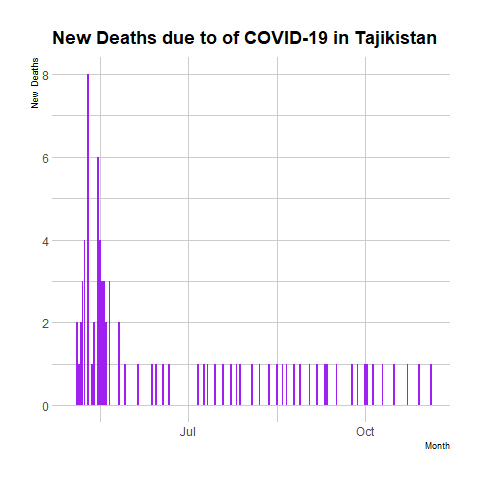 New Deaths due to of COVID-19 in Tajikistan
New Deaths
8
6
4
2
0
Jul
Oct
Month